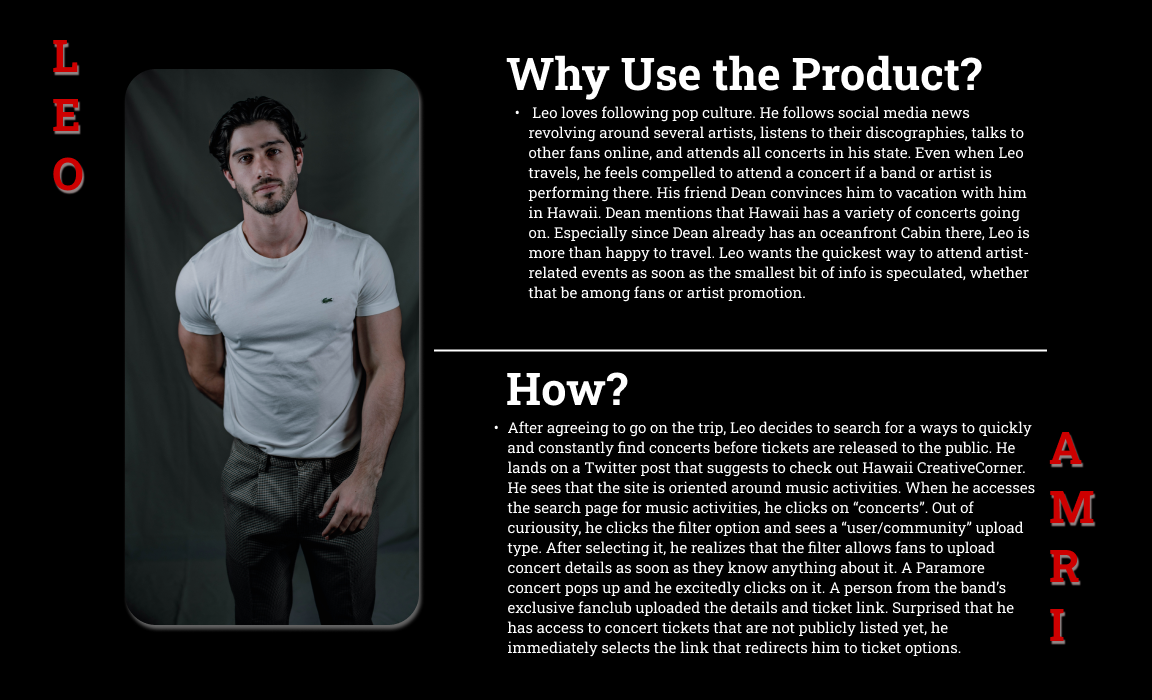 L
E
O
Why Use the Product?
• Leo loves following pop culture. He follows social media news
revolving around several artists, listens to their discographies, talks to
other fans online, and attends all concerts in his state. Even when Leo
travels, he feels compelled to attend a concert if a band or artist is
performing there. His friend Dean convinces him to vacation with him
in Hawaii. Dean mentions that Hawaii has a variety of concerts going
on. Especially since Dean already has an oceanfront Cabin there, Leo is
more than happy to travel. Leo wants the quickest way to attend artist-
related events as soon as the smallest bit of info is speculated, whether
that be among fans or artist promotion.
How?
• After agreeing to go on the trip, Leo decides to search for a ways to quickly
and constantly find concerts before tickets are released to the public. He
lands on a Twitter post that suggests to check out Hawaii CreativeCorner.
He sees that the site is oriented around music activities. When he accesses
the search page for music activities, he clicks on “concerts”. Out of
curiousity, he clicks the filter option and sees a “user/community” upload
type. After selecting it, he realizes that the filter allows fans to upload
concert details as soon as they know anything about it. A Paramore
concert pops up and he excitedly clicks on it. A person from the band’s
exclusive fanclub uploaded the details and ticket link. Surprised that he
has access to concert tickets that are not publicly listed yet, he
immediately selects the link that redirects him to ticket options.
A
M
R
I